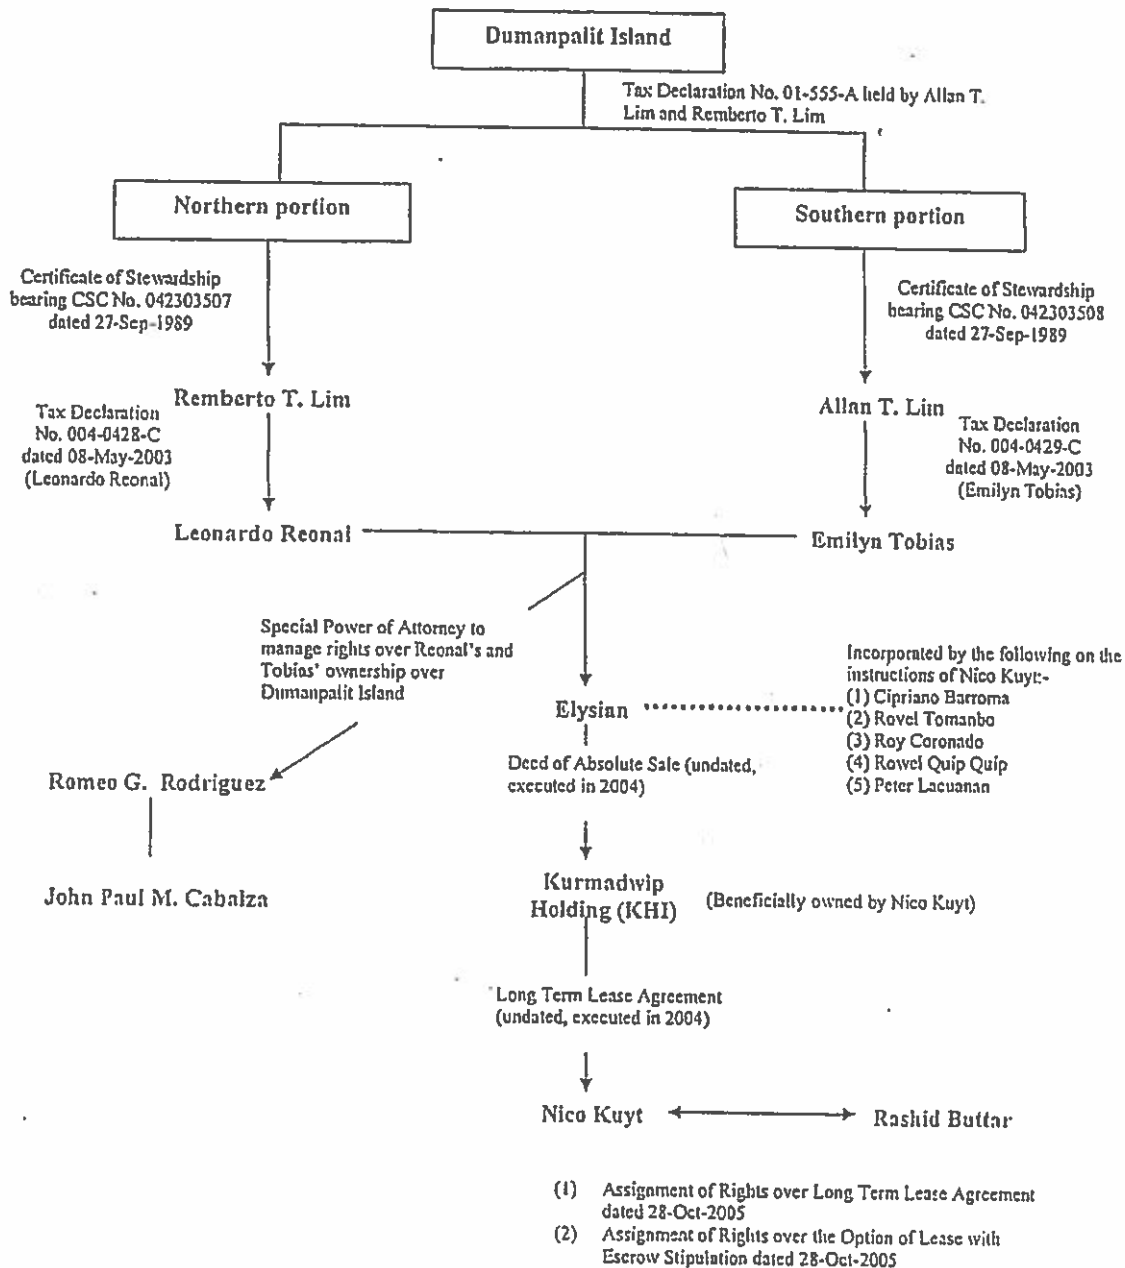 Dumanpalit Island
Tax Declaration No. 01-555-A held by Allan T.
Lim and Remberto T. Lim
Northern portion
Southern portion
Certificate of Stewardship
bearing CSC No. 042303507
dated 27-Sep-1989
Certificate of Stewardship
bearing CSC No. 042303508
dated 27-Sep-1989
Remberto T. Lim
Allan T. Lim
Tax Declaration
No. 004-0428-C
dated 08-May-2003
(Leonardo Reonal)
Tax Declaration
No. 004-0429-C
dated 08-May-2003
(Emilyn Tobias)
Leonardo Reonal
Emilyn Tobias
Special Power of Attorney to
manage rights over Reonal's and
Tobias' ownership over
Dumanpalit Island
Incorporated by the following on the
instructions of Nico Kuyt:-
(1) Cipriano Barroma
(2) Rovel Tomanbo
(3) Roy Coronado
(4) Rowel Quip Quip
(5) Peter Lacuanan
Elysian
Deed of Absolute Sale (undated,
executed in 2004)
Romeo G. Rodriguez
John Paul M. Cabalza
Kurmadwip
Holding (KHI)
(Beneficially owned by Nico Kuyt)
Long Term Lease Agreement
(undated, executed in 2004)
Nico Kuyt
Rashid Buttar
(1) Assignment of Rights over Long Term Lease Agreement
dated 28-Oct-2005
(2) Assignment of Rights over the Option of Lease with
Escrow Stipulation dated 28-Oct-2005